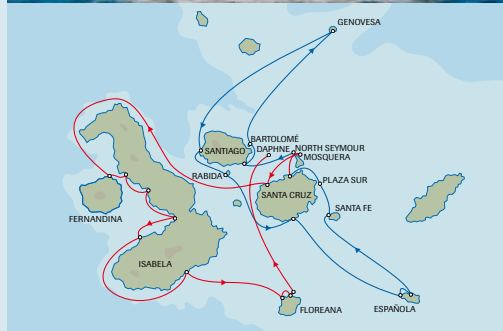 GENOVESA
BARTOLOMÉ
SANTIAGO
DAPHNE
NORTH SEYMOUR
MOSQUERA
RABIDA
PLAZA SUR
SANTA CRUZ
SANTA FE
FERNANDINA
ISABELA
FLOREANA
ESPAÑOLA